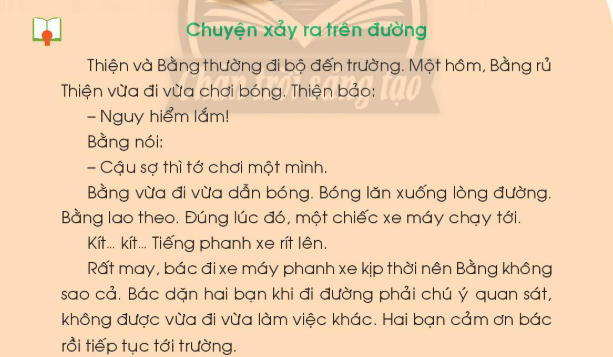 Chuyện xảy ra trên đường
Thiện và Bằng thường đi bộ đến trường. Một hôm, Bằng rủ
Thiện vừa đi vừa chơi bóng. Thiện bảo:
– Nguy hiểm lắm!
Bằng nói:
– Cậu sợ thì tớ chơi một mình.
Bằng vừa đi vừa dẫn bóng. Bóng lăn xuống lòng đường.
Bằng lao theo. Đúng lúc đó, một chiếc xe máy chạy tới.
Kít... kít... Tiếng phanh xe rít lên.
Rất may, bác đi xe máy phanh xe kịp thời nên Bằng không
sao cả. Bác dặn hai bạn khi đi đường phải chú ý quan sát,
không được vừa đi vừa làm việc khác. Hai bạn cảm ơn bác
rồi tiếp tục tới trường.
Chân trời sáng tạo